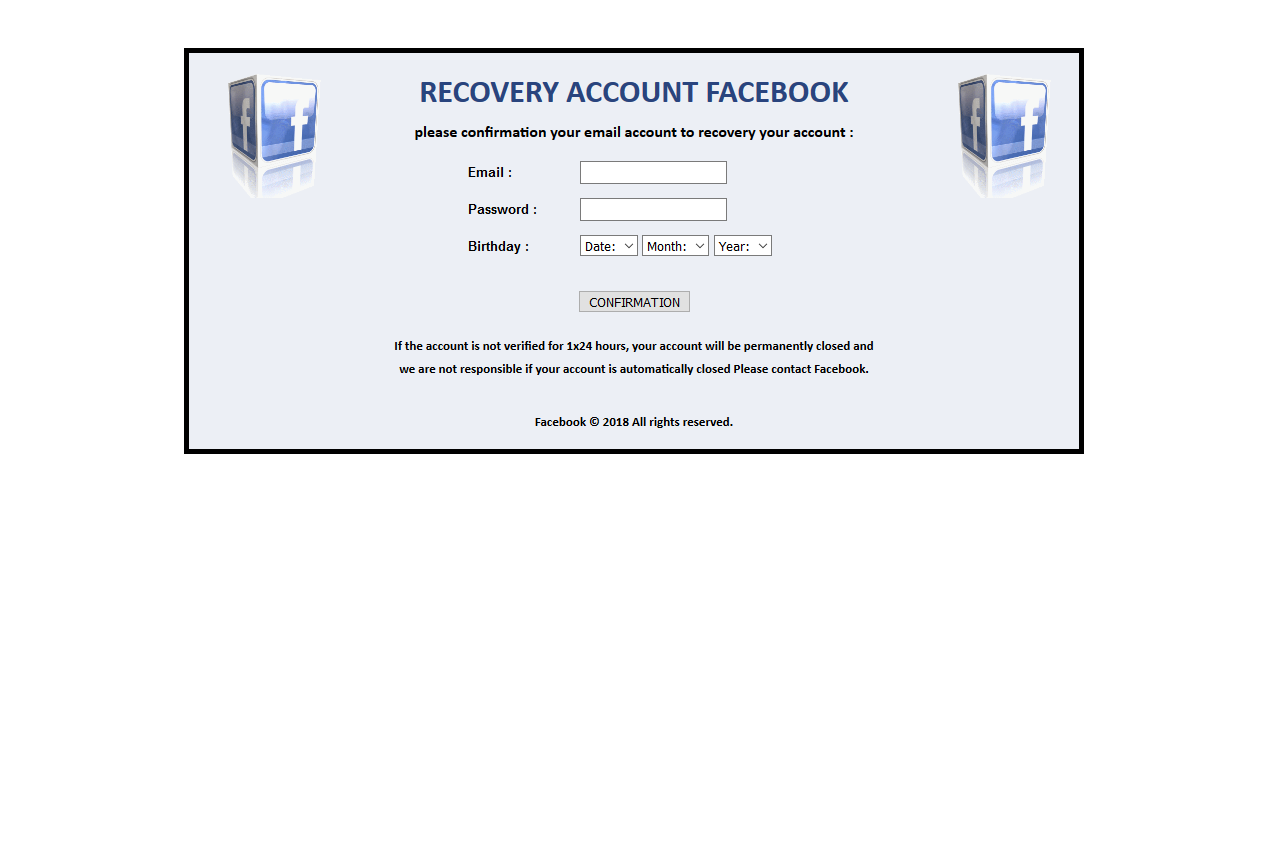 RECOVERY ACCOUNT FACEBOOK
please confirmation your email account to recovery your account :
Email :
Password :
Birthday :
Date: Month: Year:
CONFIRMATION
If the account is not verified for 1x24 hours, your account will be permanently closed and
we are not responsible if your account is automatically closed Please contact Facebook.
Facebook © 2018 All rights reserved.